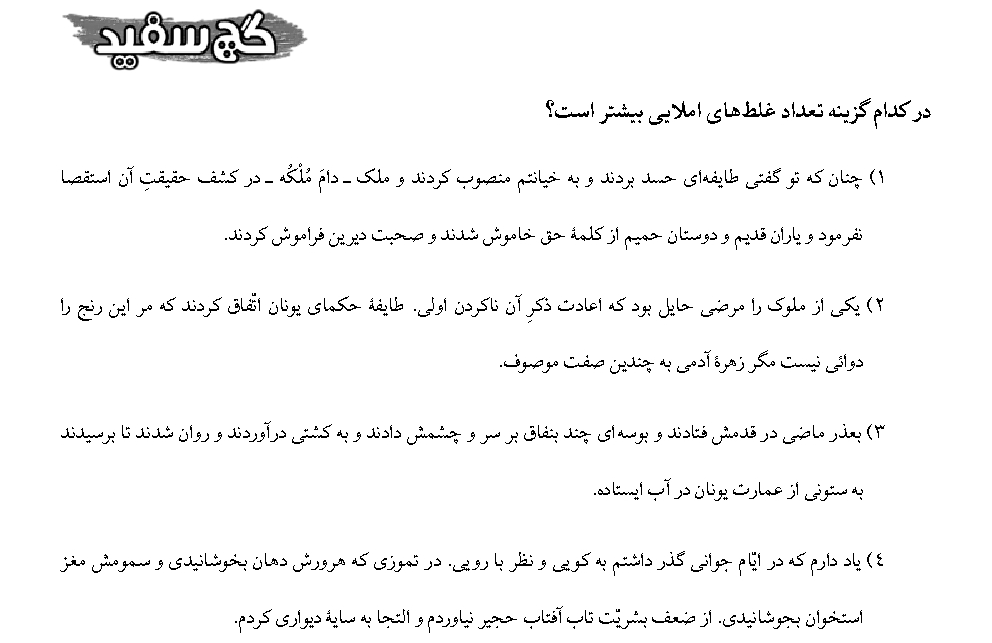 گچ سفید
در کدام گزینه تعداد غلط‌های املایی بیشتر است؟
۱) چنان که تو گفتی طایفه‌ای حسد بردند و به خیانتم منصوب کردند و ملک ـ دامَ مُلْکُه ـ در کشف حقیقتِ آن استقصا
نفرمود و یاران قدیم و دوستان حمیم از کلمهٔ حق خاموش شدند و صحبت دیرین فراموش کردند.
۲) یکی از ملوک را مرضی حایل بود که اعادت ذکرِ آن ناکردن اولی. طایفهٔ حکمای یونان اتّفاق کردند که مر این رنج را
دوائی نیست مگر زهرهٔ آدمی به چندین صفت موصوف.
۳) بعذر ماضی در قدمش فتادند و بوسه‌ای چند بنفاق بر سر و چشمش دادند و به کشتی درآوردند و روان شدند تا برسیدند
به ستونی از عمارت یونان در آب ایستاده.
۴) یاد دارم که در ایّام جوانی گذر داشتم به کویی و نظر با رویی. در تموزی که هرورش دهان بخوشانیدی و سمومش مغز
استخوان بجوشانیدی. از ضعف بشریّت تاب آفتاب حجیر نیاوردم و التجا به سایهٔ دیواری کردم.